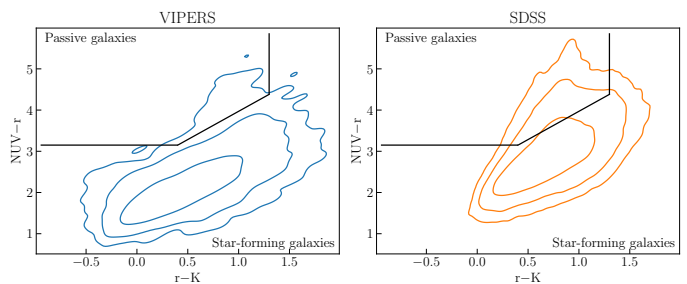 VIPERS
Passive galaxies
NUV−r
5
4
3
2
1
Star-forming galaxies
−0.5 0.0 0.5 1.0 1.5
r−K
SDSS
Passive galaxies
NUV−r
5
4
3
2
1
Star-forming galaxies
−0.5 0.0 0.5 1.0 1.5
r−K